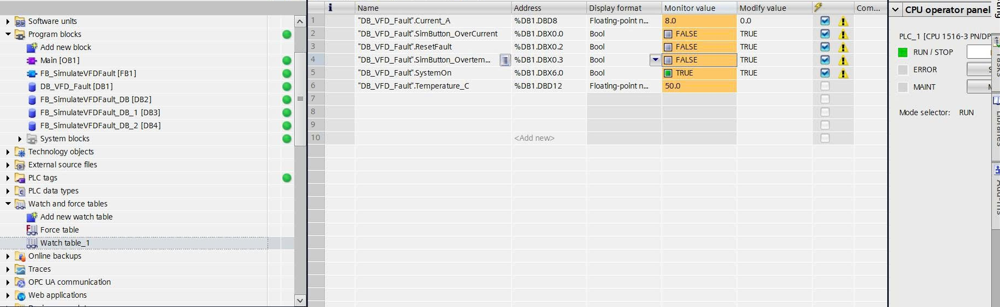 Software units
Program blocks
Add new block
Main [OB1]
FB_SimulateVFDFault [FB1]
DB_VFD_Fault [DB1]
FB_SimulateVFDFault_DB [DB2]
FB_SimulateVFDFault_DB_1 [DB3]
FB_SimulateVFDFault_DB_2 [DB4]
System blocks
Technology objects
External source files
PLC tags
PLC data types
Watch and force tables
Add new watch table
Force table
Watch table_1
Online backups
Traces
OPC UA communication
Web applications
i Name Address Display format Monitor value Modify value Com...
1 "DB_VFD_Fault".Current_A %DB1.DBD8 Floating-point n... 8.0 0.0
2 "DB_VFD_Fault".SimButton_OverCurrent %DB1.DBX0.0 Bool FALSE TRUE
3 "DB_VFD_Fault".ResetFault %DB1.DBX0.2 Bool FALSE TRUE
4 "DB_VFD_Fault".SimButton_Overtem... %DB1.DBX0.3 Bool FALSE TRUE
5 "DB_VFD_Fault".SystemOn %DB1.DBX6.0 Bool TRUE TRUE
6 "DB_VFD_Fault".Temperature_C %DB1.DBD12 Floating-point n... 50.0
7
8
9
10 <Add new>
CPU operator panel
PLC_1 [CPU 1516-3 PN/DP
RUN / STOP
ERROR
MAINT
Mode selector: RUN
Tasks
Libraries
Add-ins